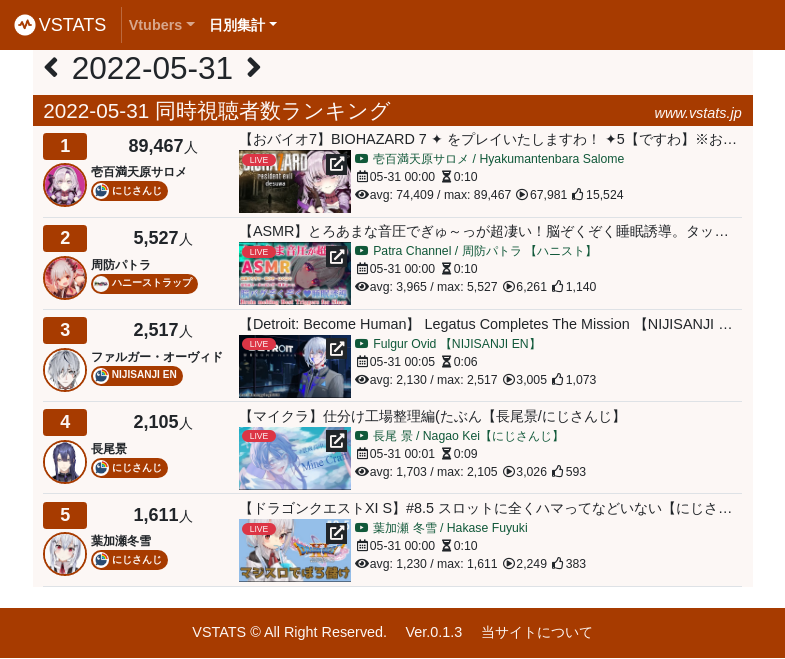 VSTATS Vtubers 日別集計
2022-05-31
2022-05-31 同時視聴者数ランキング www.vstats.jp
1 89,467人
壱百満天原サロメ
にじさんじ
【おバイオ7】BIOHAZARD 7 ✦ をプレイいたしますわ！ ✦5【ですわ】※お…
LIVE
resident evil
desuwa
壱百満天原サロメ / Hyakumantenbara Salome
05-31 00:00 0:10
avg: 74,409 / max: 89,467 67,981 15,524
2 5,527人
周防パトラ
ハニーストラップ
【ASMR】とろあまな音圧でぎゅ～っが超凄い！脳ぞくぞく睡眠誘導。タッ…
LIVE
ASMR
Patra Channel / 周防パトラ 【ハニスト】
05-31 00:00 0:10
avg: 3,965 / max: 5,527 6,261 1,140
3 2,517人
ファルガー・オーヴィド
NIJISANJI EN
【Detroit: Become Human】 Legatus Completes The Mission 【NIJISANJI …
LIVE
Fulgur Ovid 【NIJISANJI EN】
05-31 00:05 0:06
avg: 2,130 / max: 2,517 3,005 1,073
4 2,105人
長尾景
にじさんじ
【マイクラ】仕分け工場整理編(たぶん【長尾景/にじさんじ】
LIVE
Mine Craft
長尾 景 / Nagao Kei【にじさんじ】
05-31 00:01 0:09
avg: 1,703 / max: 2,105 3,026 593
5 1,611人
葉加瀬冬雪
にじさんじ
【ドラゴンクエストXI S】#8.5 スロットに全くハマってなどいない【にじさ…
LIVE
マジスロでぼろ儲け
葉加瀬 冬雪 / Hakase Fuyuki
05-31 00:00 0:10
avg: 1,230 / max: 1,611 2,249 383
VSTATS © All Right Reserved. Ver.0.1.3 当サイトについて